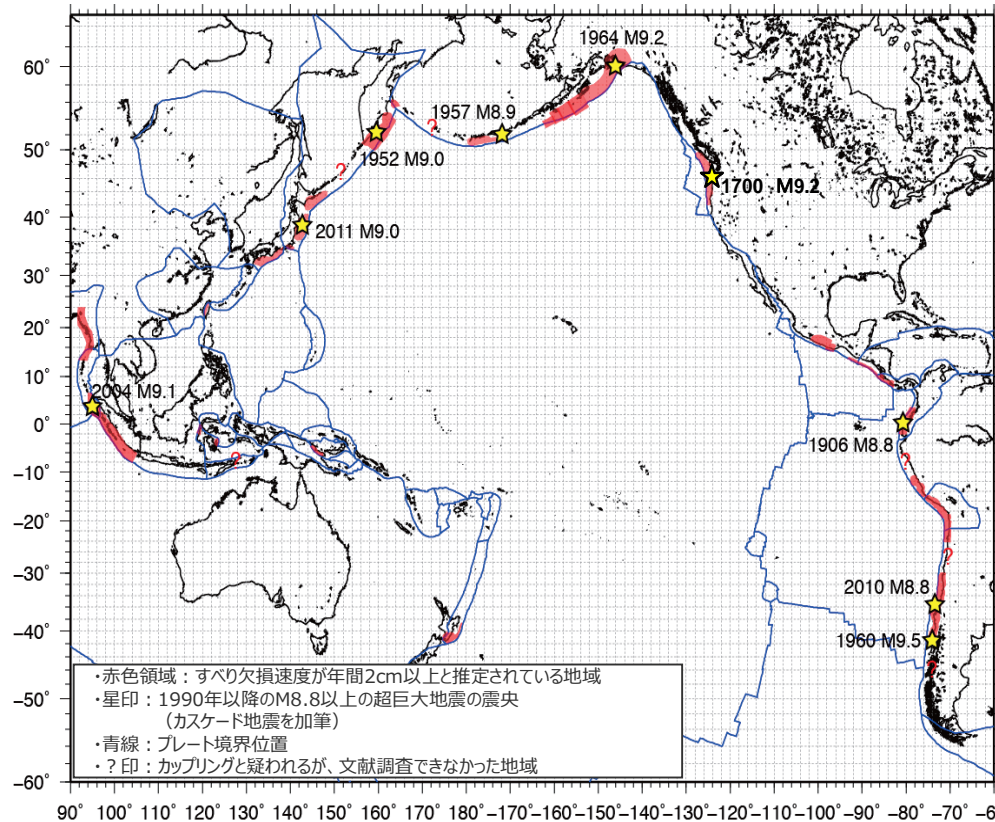 1964 M9.2
60°
1957 M8.9
?
50°
1952 M9.0
?
1700 M9.2
40°
2011 M9.0
30°
20°
10°
2004 M9.1
0°
1906 M8.8
?
?
-10°
-20°
?
-30°
2010 M8.8
-40°
1960 M9.5
?
・赤色領域：すべり欠損速度が年間2cm以上と推定されている地域
・星印：1990年以降のM8.8以上の超巨大地震の震央
（カスケード地震を加筆）
・青線：プレート境界位置
・？印：カップリングと疑われるが、文献調査できなかった地域
-50°
-60°
90 100 110 120 130 140 150 160 170 180 -170 -160 -150 -140 -130 -120 -110 -100 -90 -80 -70 -6